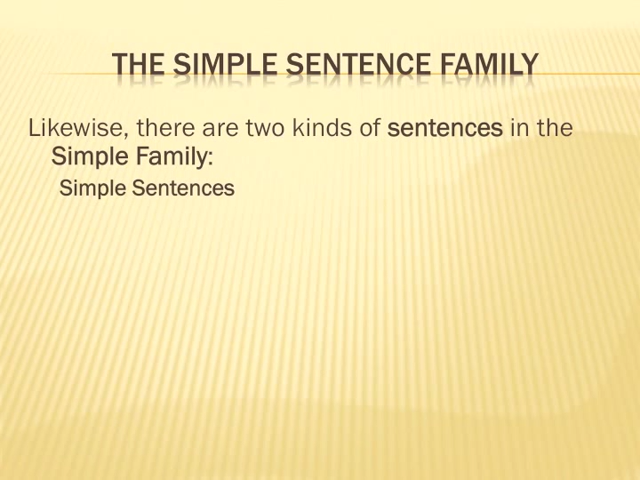 THE SIMPLE SENTENCE FAMILY
Likewise, there are two kinds of sentences in the
Simple Family:
Simple Sentences